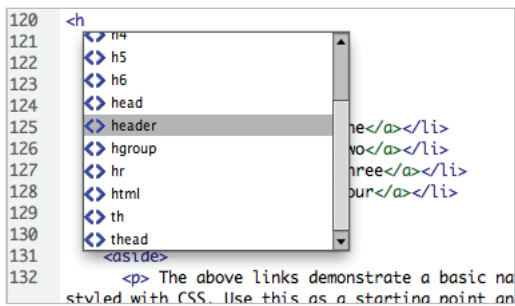 120 <h
121 h4
122 h5
123 h6
124 head
125 header ne</a></li>
126 hgroup wo</a></li>
127 hr hree</a></li>
128 html our</a></li>
129 th
130 thead
131 <aside>
132 <p> The above links demonstrate a basic na
styled with CSS. Use this as a starting point an